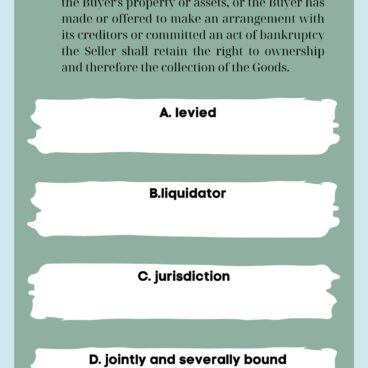 the Buyer's property or assets, or the Buyer has
made or offered to make an arrangement with
its creditors or committed an act of bankruptcy
the Seller shall retain the right to ownership
and therefore the collection of the Goods.
A. levied
B.liquidator
C. jurisdiction
D. jointly and severally bound